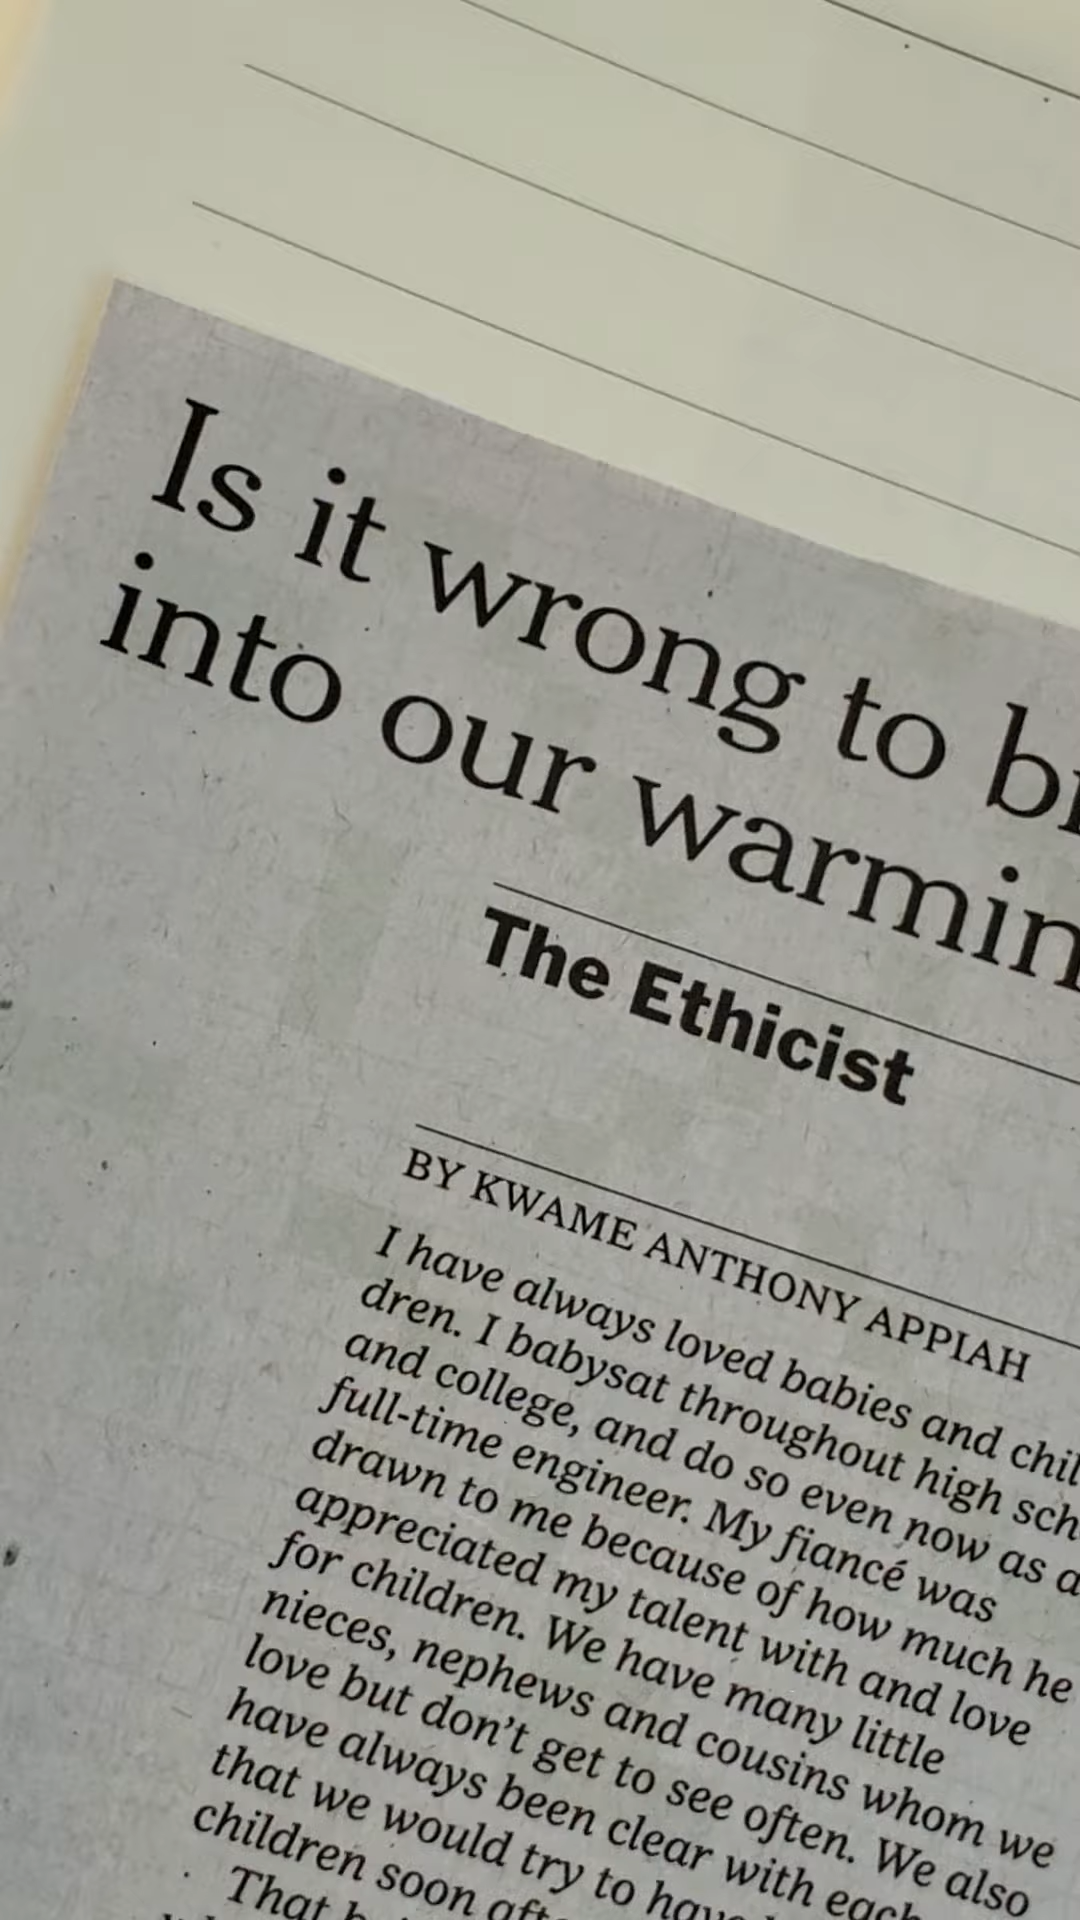 Is it wrong to
into our
The Ethicist
BY KWAME ANTHONY APPIAH
I have always loved babies and chil
dren. I babysat throughout high
and college, and do so even now as a
full-time engineer. My fiancé was
drawn to me because of how much he
appreciated my talent with and love
for children. We have many little
nieces, nephews and cousins whom we
love but don't get to see often. We also
have always been clear with each
that we would try to have
children soon
That